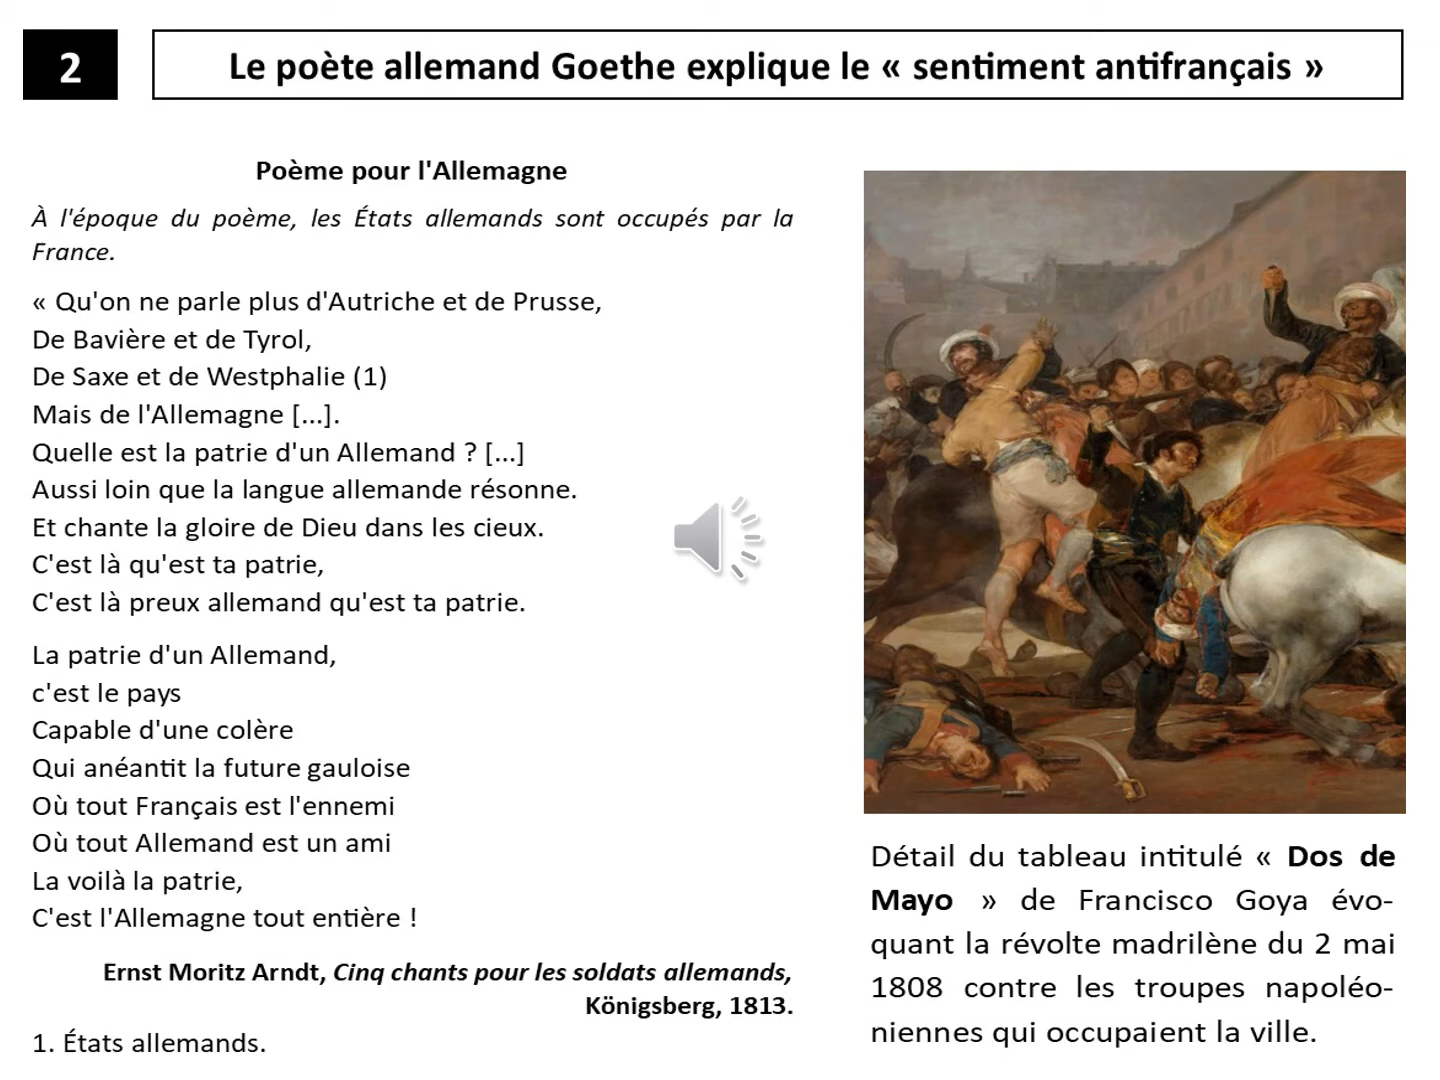 2
Le poète allemand Goethe explique le « sentiment antifrançais »
Poème pour l'Allemagne
À l'époque du poème, les États allemands sont occupés par la
France.
« Qu'on ne parle plus d'Autriche et de Prusse,
De Bavière et de Tyrol,
De Saxe et de Westphalie (1)
Mais de l'Allemagne [...].
Quelle est la patrie d'un Allemand ? [...]
Aussi loin que la langue allemande résonne.
Et chante la gloire de Dieu dans les cieux.
C'est là qu'est ta patrie,
C'est là preux allemand qu'est ta patrie.
La patrie d'un Allemand,
c'est le pays
Capable d'une colère
Qui anéantit la future gauloise
Où tout Français est l'ennemi
Où tout Allemand est un ami
La voilà la patrie,
C'est l'Allemagne tout entière !
Ernst Moritz Arndt, Cinq chants pour les soldats allemands,
Königsberg, 1813.
1. États allemands.
Détail du tableau intitulé « Dos de
Mayo » de Francisco Goya évo-
quant la révolte madrilène du 2 mai
1808 contre les troupes napoléo-
niennes qui occupaient la ville.